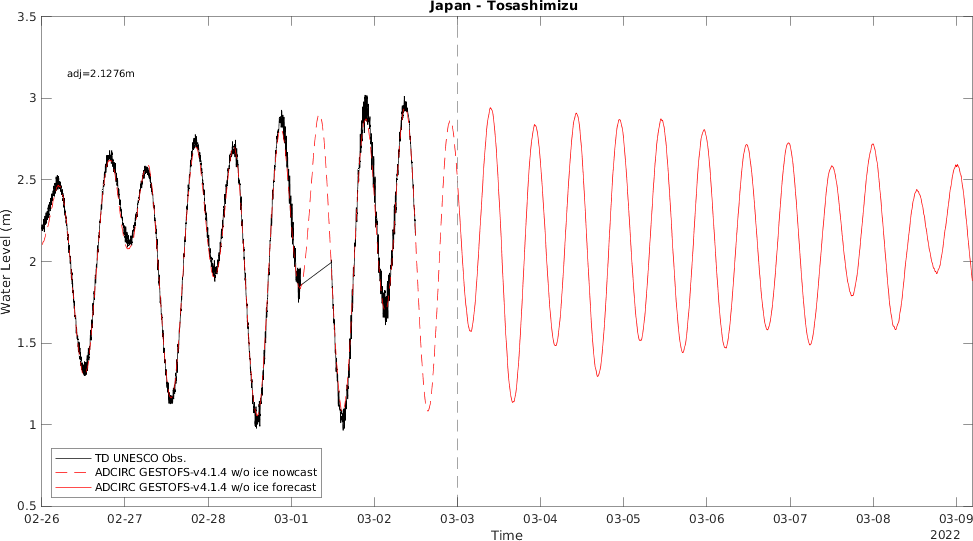 Japan - Tosashimizu
3.5
3
2.5
2
1.5
1
0.5
Water Level (m)
adj=2.1276m
TD UNESCO Obs.
ADCIRC GESTOFS-v4.1.4 w/o ice nowcast
ADCIRC GESTOFS-v4.1.4 w/o ice forecast
02-26 02-27 02-28 03-01 03-02 03-03 03-04 03-05 03-06 03-07 03-08 03-09
Time
2022